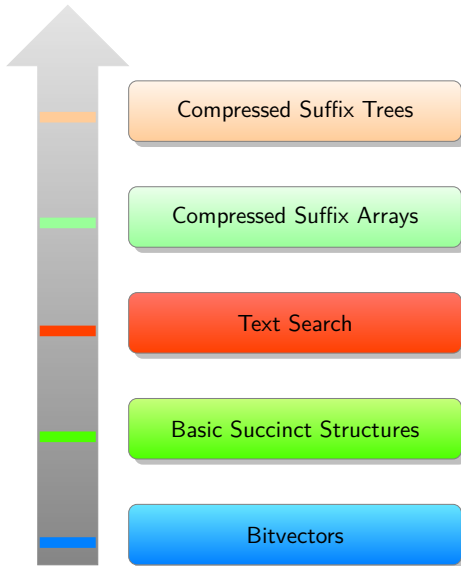 Compressed Suffix Trees
Compressed Suffix Arrays
Text Search
Basic Succinct Structures
Bitvectors